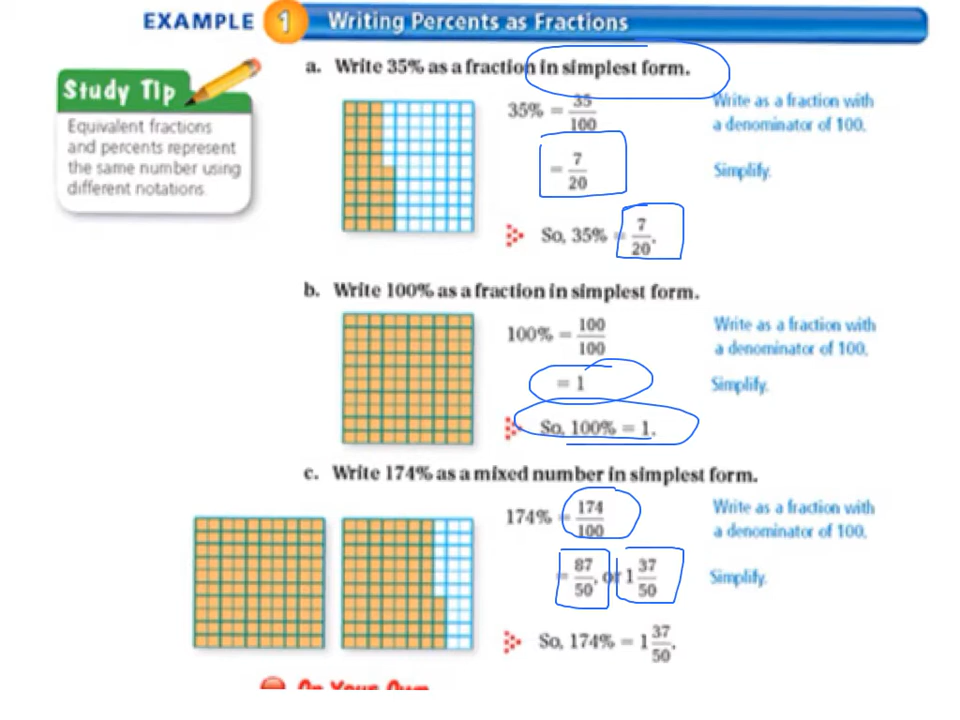 EXAMPLE 1 Writing Percents as Fractions
a. Write 35% as a fraction in simplest form.
Study Tip
Equivalent fractions
and percents represent
the same number using
different notations
35% = 35/100
Write as a fraction with
a denominator of 100.
= 7/20
Simplify.
So, 35% = 7/20.
b. Write 100% as a fraction in simplest form.
100% = 100/100
Write as a fraction with
a denominator of 100.
= 1
Simplify.
So, 100% = 1.
c. Write 174% as a mixed number in simplest form.
174% = 174/100
Write as a fraction with
a denominator of 100.
= 87/50, or 1 37/50
Simplify.
So, 174% = 1 37/50.
On Your Own